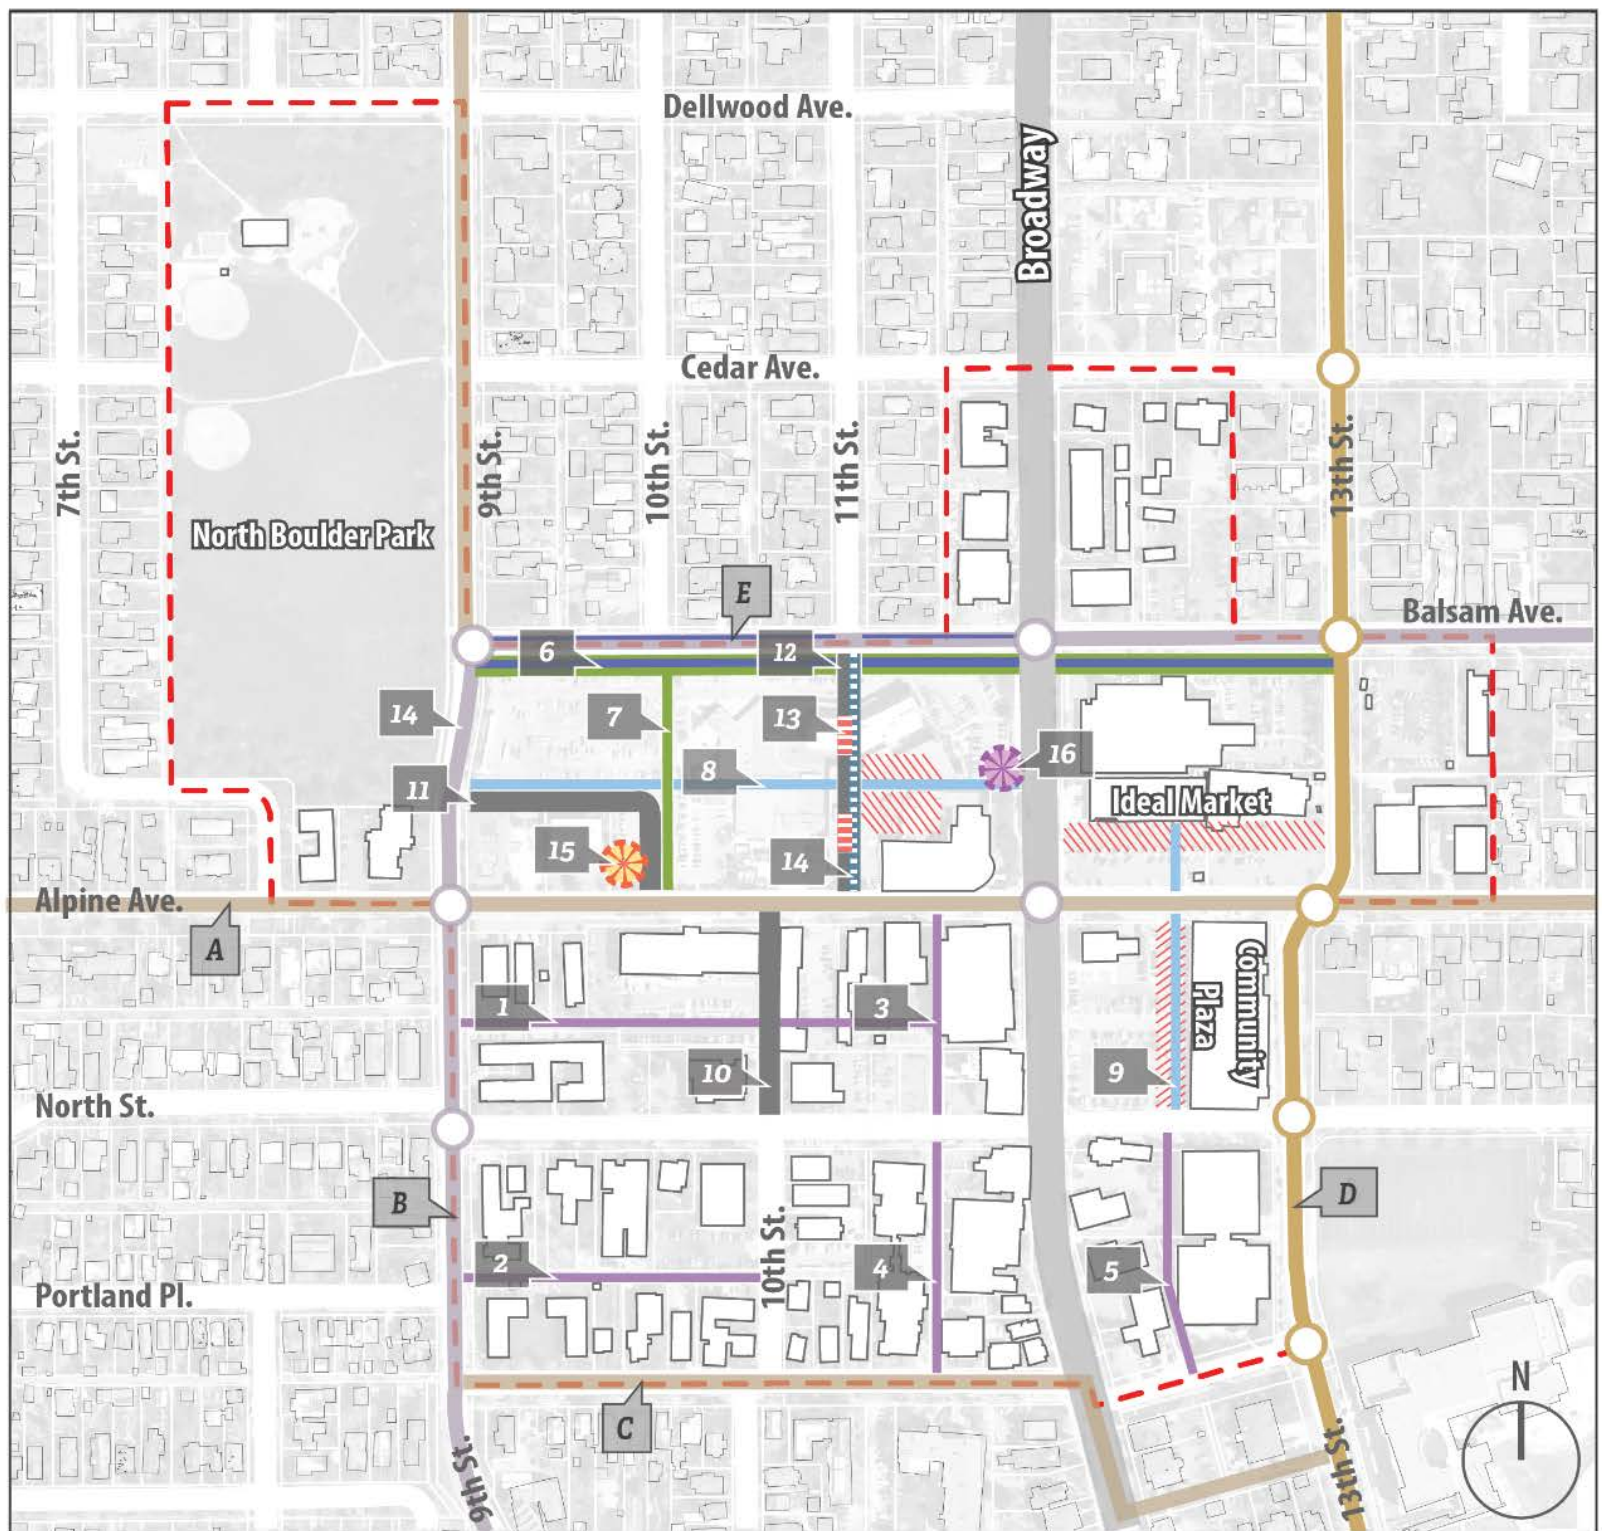 Dellwood Ave.
Broadway
Cedar Ave.
7th St.
9th St.
10th St.
11th St.
13th St.
North Boulder Park
E
Balsam Ave.
6
12
14
7
13
16
8
11
Ideal Market
15
14
Alpine Ave.
A
Community
Plaza
1
3
10
9
North St.
B
D
10th St.
2
4
5
Portland Pl.
N
C
9th St.
13th St.